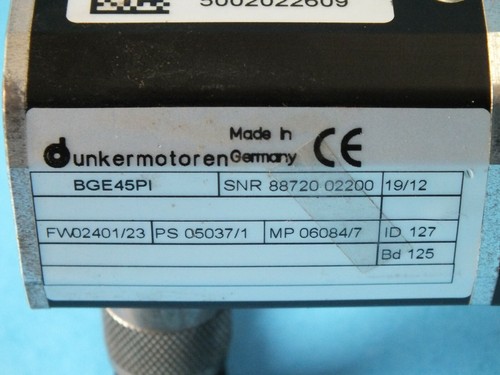 5002022609
dunkermotoren Made in Germany CE
BGE45PI SNR 88720 02200 19/12
FW02401/23 PS 05037/1 MP 06084/7 ID 127
Bd 125